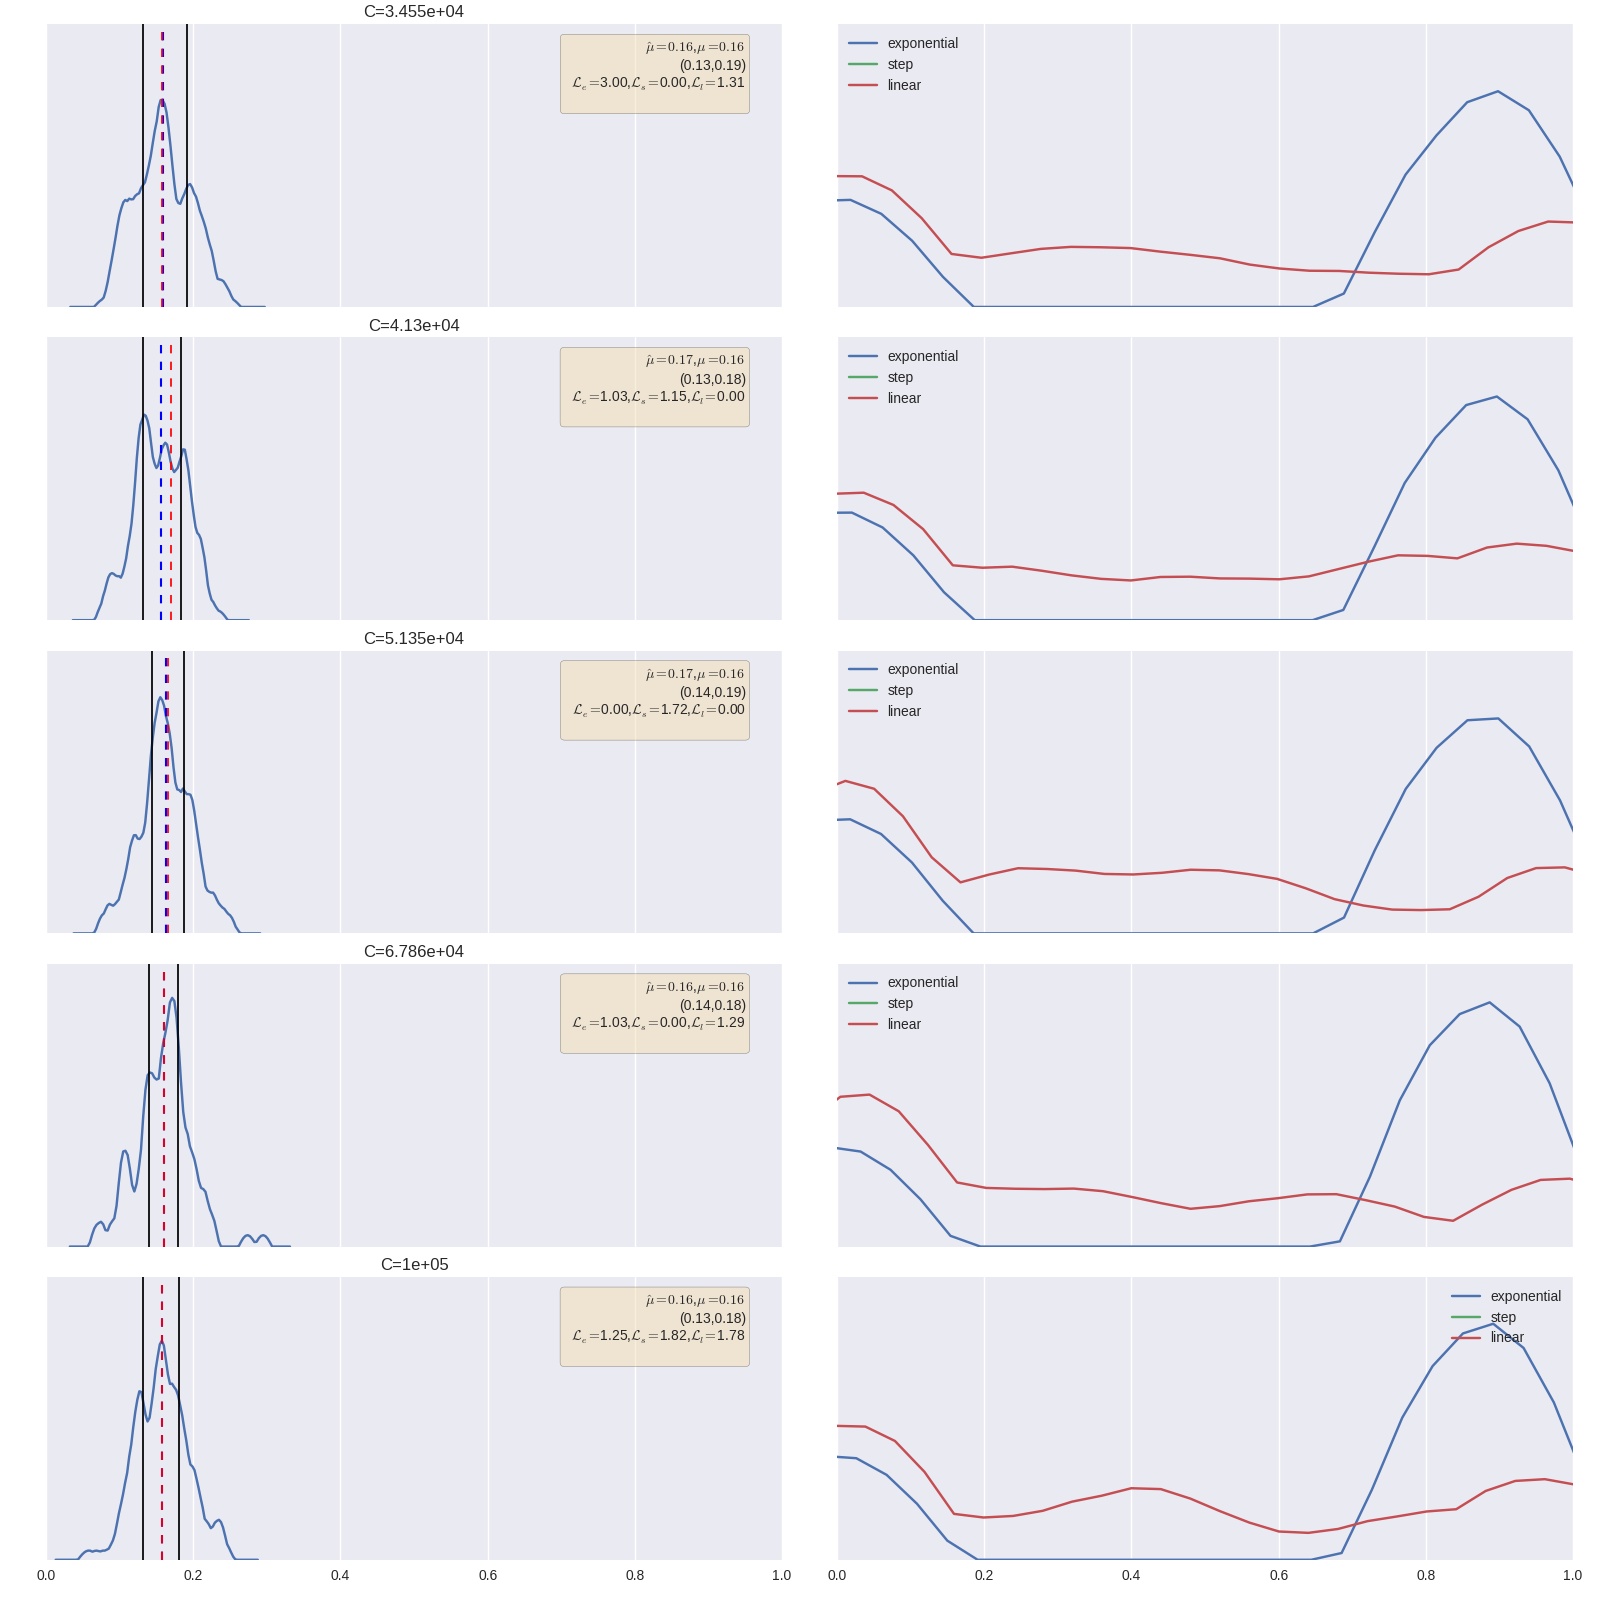 C=3.455e+04
μ̂=0.16,μ=0.16
(0.13,0.19)
ℒₑ=3.00,ℒₛ=0.00,ℒₗ=1.31
exponential
step
linear
C=4.13e+04
μ̂=0.17,μ=0.16
(0.13,0.18)
ℒₑ=1.03,ℒₛ=1.15,ℒₗ=0.00
exponential
step
linear
C=5.135e+04
μ̂=0.17,μ=0.16
(0.14,0.19)
ℒₑ=0.00,ℒₛ=1.72,ℒₗ=0.00
exponential
step
linear
C=6.786e+04
μ̂=0.16,μ=0.16
(0.14,0.18)
ℒₑ=1.03,ℒₛ=0.00,ℒₗ=1.29
exponential
step
linear
C=1e+05
μ̂=0.16,μ=0.16
(0.13,0.18)
ℒₑ=1.25,ℒₛ=1.82,ℒₗ=1.78
exponential
step
linear
0.0 0.2 0.4 0.6 0.8 1.0
0.0 0.2 0.4 0.6 0.8 1.0